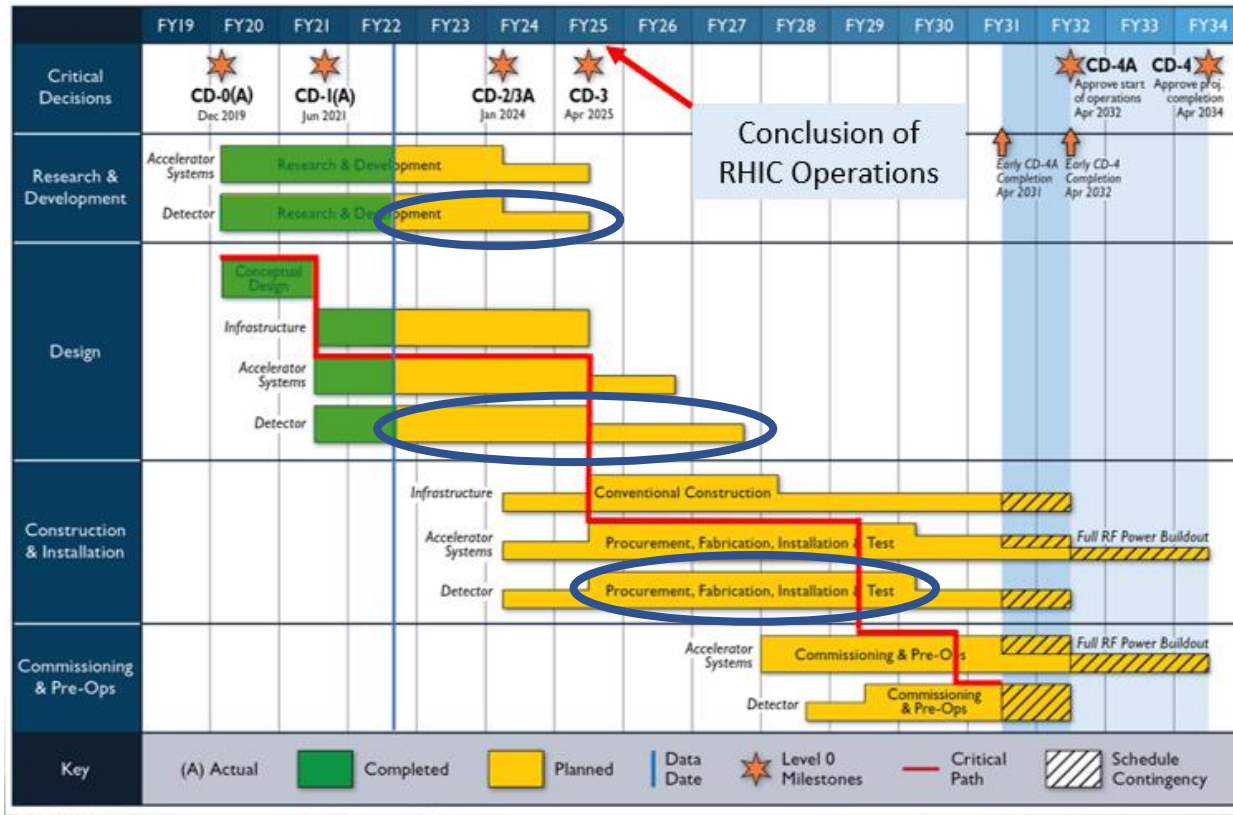 FY19 FY20 FY21 FY22 FY23 FY24 FY25 FY26 FY27 FY28 FY29 FY30 FY31 FY32 FY33 FY34
Critical
Decisions
CD-0(A)
Dec 2019
CD-1(A)
Jun 2021
CD-2/3A
Jan 2024
CD-3
Apr 2025
CD-4A
Approve start
of operations
Apr 2032
CD-4
Approve proj.
completion
Apr 2034
Conclusion of
RHIC Operations
Early CD-4A
Completion
Apr 2031
Early CD-4
Completion
Apr 2032
Research &
Development
Accelerator
Systems
Research & Development
Detector
Research & Development
Design
Conceptual
Design
Infrastructure
Accelerator
Systems
Detector
Construction
& Installation
Infrastructure
Conventional Construction
Accelerator
Systems
Procurement, Fabrication, Installation & Test
Full RF Power Buildout
Detector
Procurement, Fabrication, Installation & Test
Commissioning
& Pre-Ops
Accelerator
Systems
Commissioning & Pre-Ops
Full RF Power Buildout
Detector
Commissioning
& Pre-Ops
Key
(A) Actual
Completed
Planned
Data
Date
Level 0
Milestones
Critical
Path
Schedule
Contingency